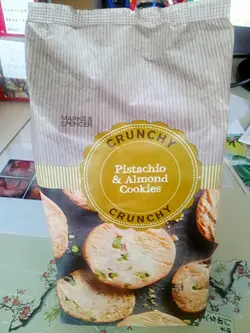 MARKS &
SPENCER
CRUNCHY
Pistachio
& Almond
Cookies
CRUNCHY